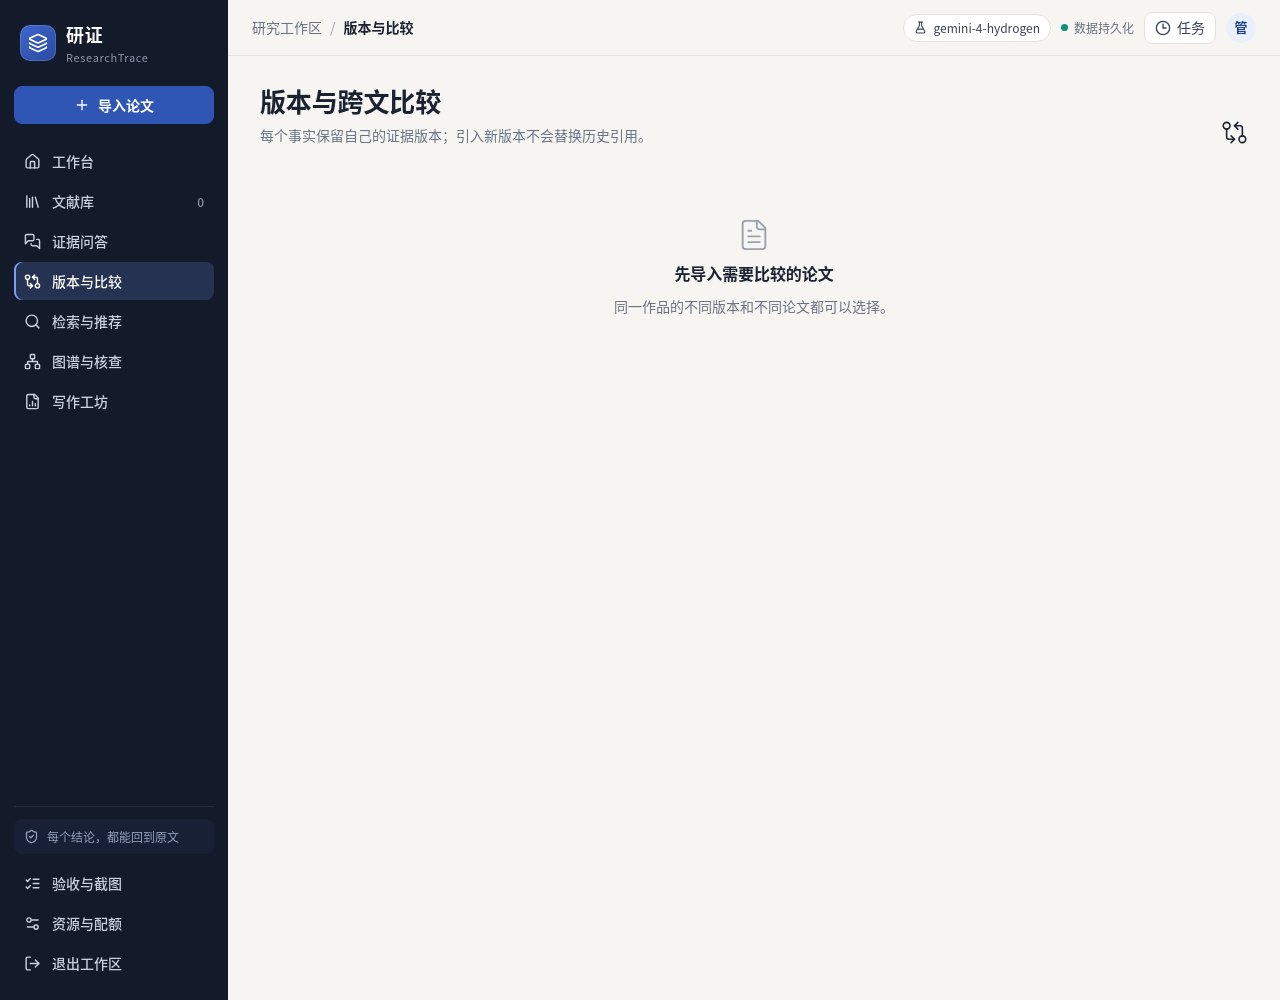 研证
ResearchTrace
导入论文
工作台
文献库 0
证据问答
版本与比较
检索与推荐
图谱与核查
写作工坊
每个结论，都能回到原文
验收与截图
资源与配额
退出工作区
研究工作区 / 版本与比较
gemini-4-hydrogen
数据持久化
任务
管
版本与跨文比较
每个事实保留自己的证据版本；引入新版本不会替换历史引用。
先导入需要比较的论文
同一作品的不同版本和不同论文都可以选择。